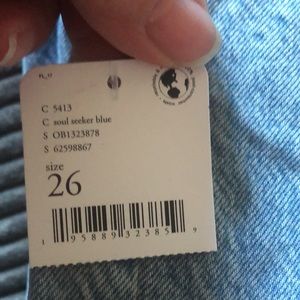 C 5413
C soul seeker blue
S OB1323878
S 62598867
size
26
1 95889 32385 9